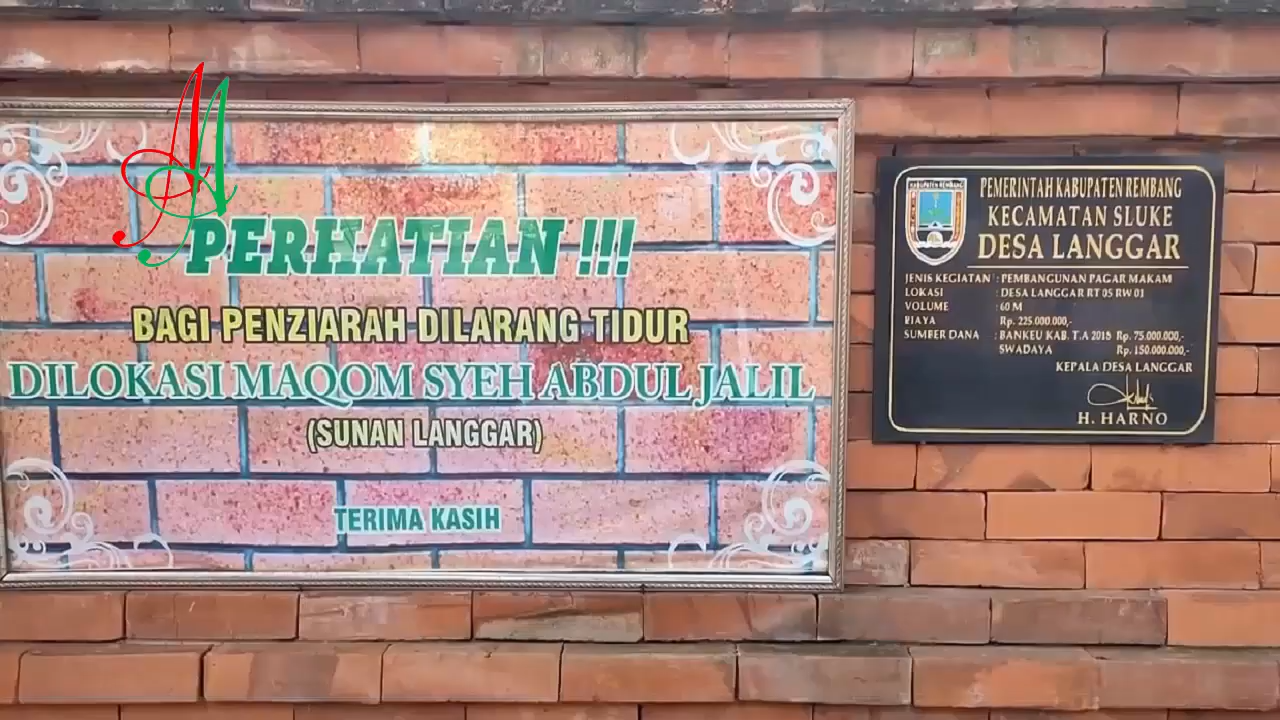 PERHATIAN !!!
BAGI PENZIARAH DILARANG TIDUR
DILOKASI MAQOM SYEH ABDUL JALIL
(SUNAN LANGGAR)
TERIMA KASIH
KABUPATEN REMBANG
PEMERINTAH KABUPATEN REMBANG
KECAMATAN SLUKE
DESA LANGGAR
JENIS KEGIATAN : PEMBANGUNAN PAGAR MAKAM
LOKASI : DESA LANGGAR RT 05 RW 01
VOLUME : 60 M
BIAYA Rp. 225.000.000,-
SUMBER DANA : BANKEU KAB. T.A 2015 Rp. 75.000.000,-
SWADAYA Rp. 150.000.000,-
KEPALA DESA LANGGAR
H. HARNO